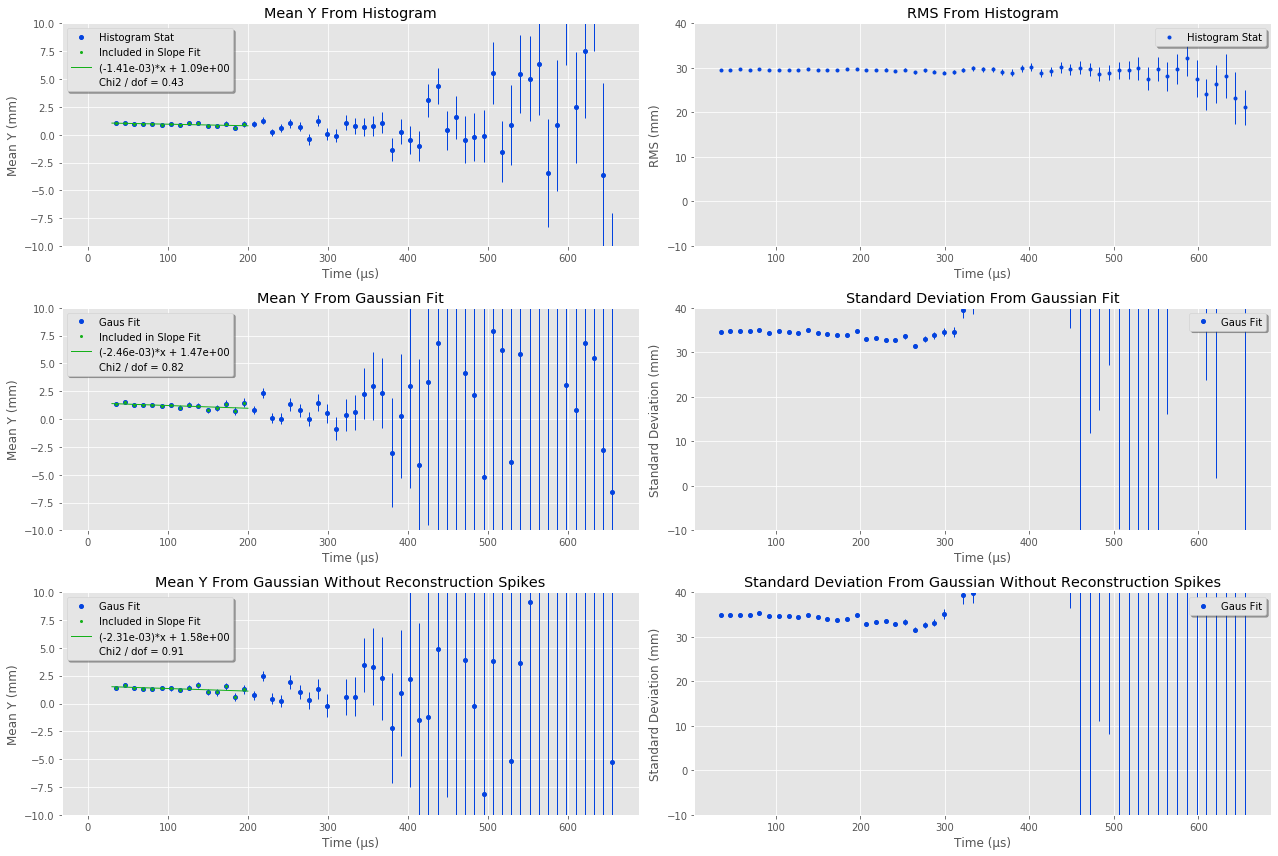 Mean Y From Histogram
10.0
7.5
5.0
2.5
0.0
−2.5
−5.0
−7.5
−10.0
Mean Y (mm)
Histogram Stat
Included in Slope Fit
(-1.41e-03)*x + 1.09e+00
Chi2 / dof = 0.43
0 100 200 300 400 500 600
Time (μs)
RMS From Histogram
40
30
20
10
0
−10
RMS (mm)
Histogram Stat
100 200 300 400 500 600
Time (μs)
Mean Y From Gaussian Fit
10.0
7.5
5.0
2.5
0.0
−2.5
−5.0
−7.5
−10.0
Mean Y (mm)
Gaus Fit
Included in Slope Fit
(-2.46e-03)*x + 1.47e+00
Chi2 / dof = 0.82
0 100 200 300 400 500 600
Time (μs)
Standard Deviation From Gaussian Fit
40
30
20
10
0
−10
Standard Deviation (mm)
Gaus Fit
100 200 300 400 500 600
Time (μs)
Mean Y From Gaussian Without Reconstruction Spikes
10.0
7.5
5.0
2.5
0.0
−2.5
−5.0
−7.5
−10.0
Mean Y (mm)
Gaus Fit
Included in Slope Fit
(-2.31e-03)*x + 1.58e+00
Chi2 / dof = 0.91
0 100 200 300 400 500 600
Time (μs)
Standard Deviation From Gaussian Without Reconstruction Spikes
40
30
20
10
0
−10
Standard Deviation (mm)
Gaus Fit
100 200 300 400 500 600
Time (μs)